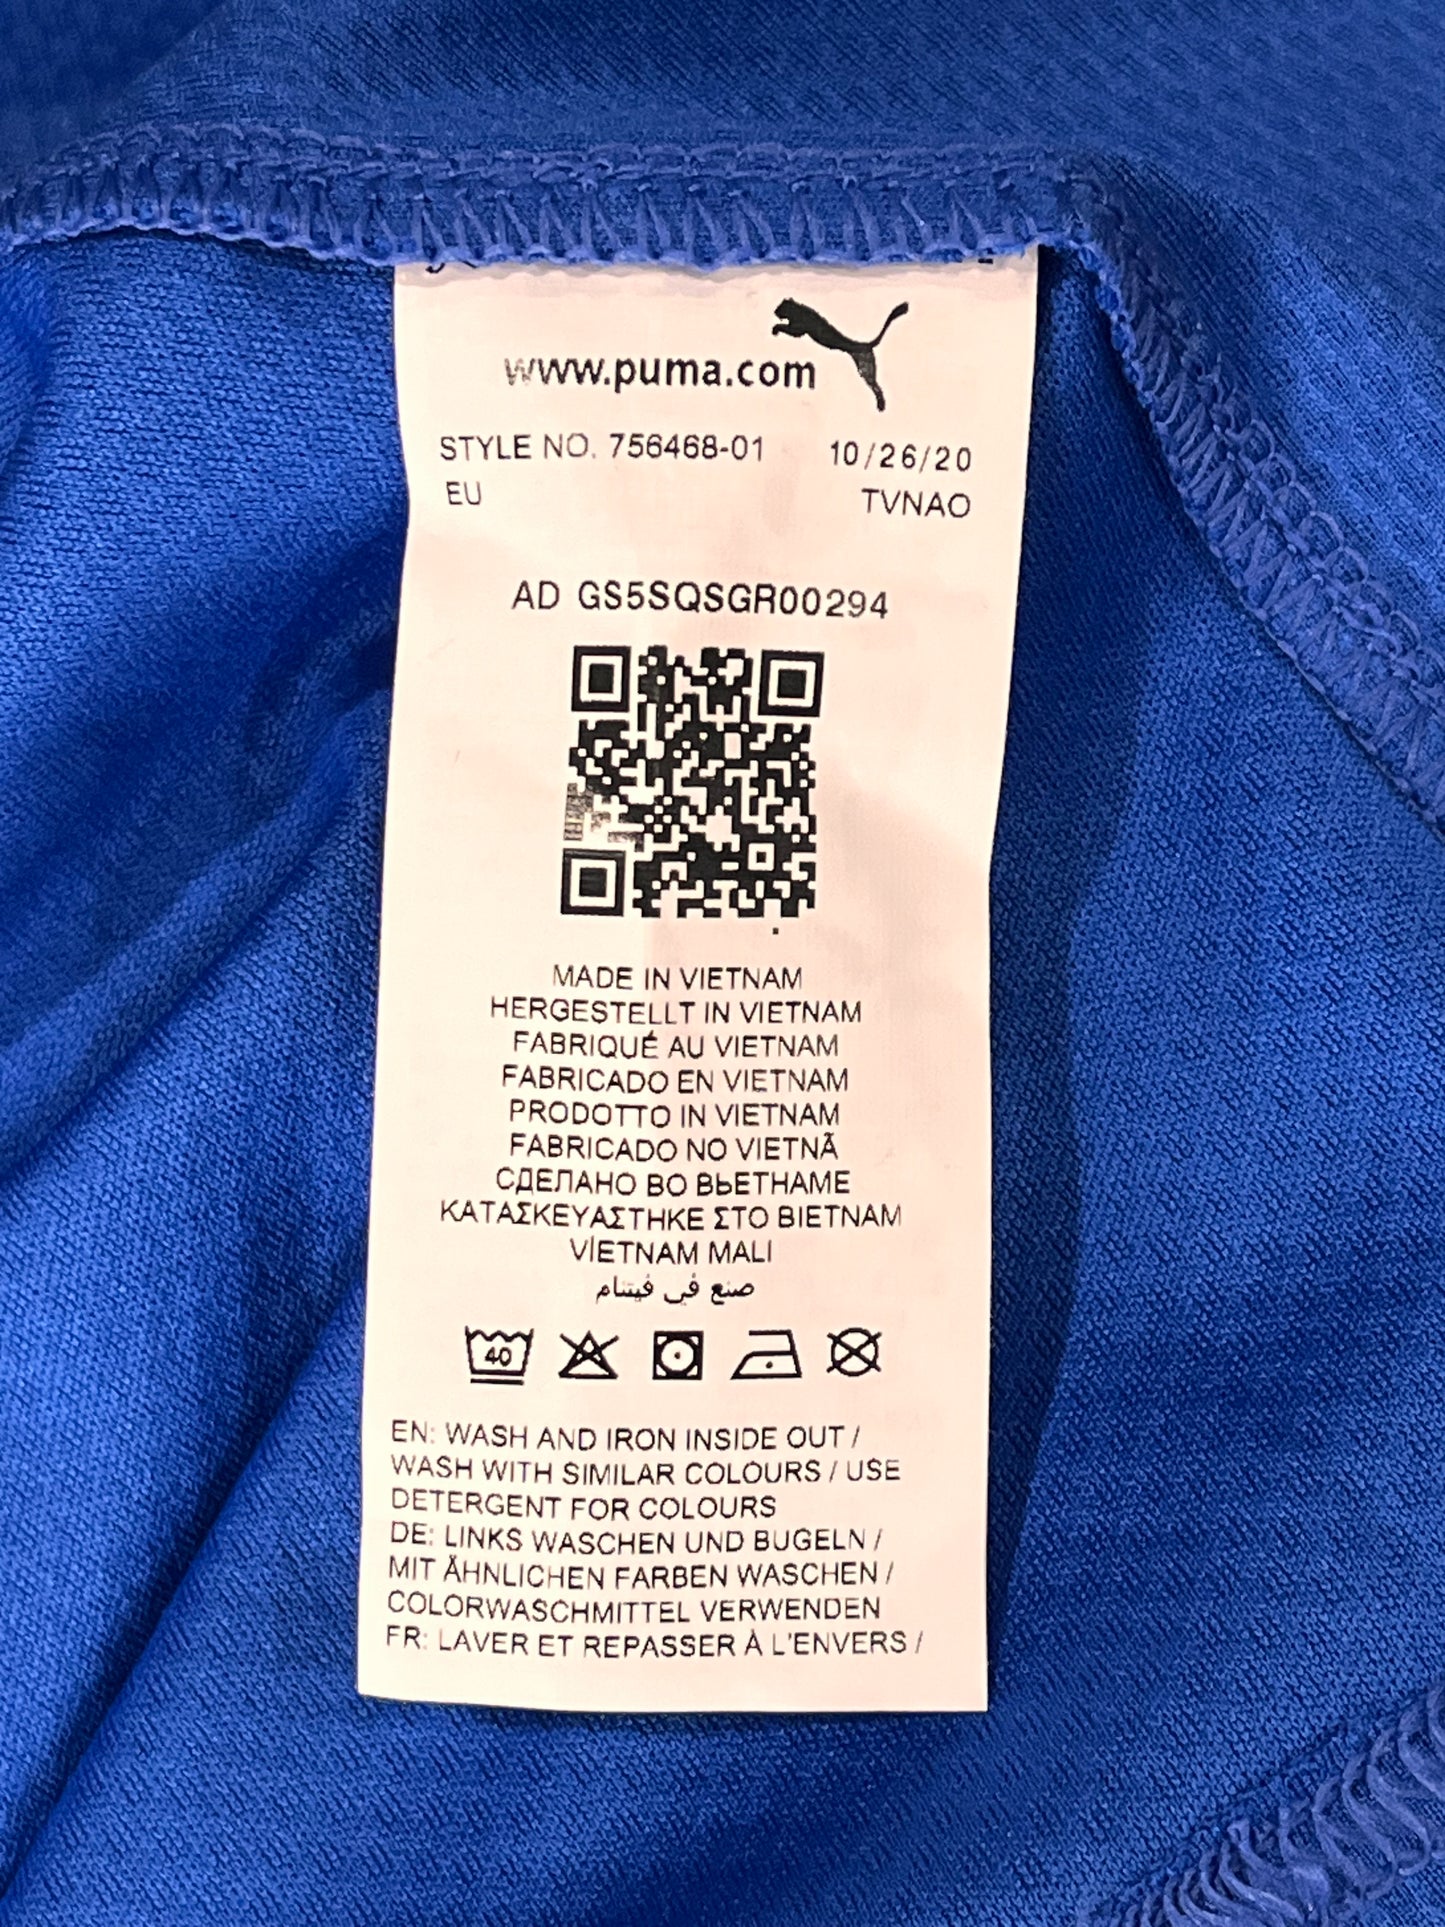 www.puma.com
STYLE NO. 756468-01 10/26/20
EU TVNAO
AD GS5SQSGR00294
MADE IN VIETNAM
HERGESTELLT IN VIETNAM
FABRIQUÉ AU VIETNAM
FABRICADO EN VIETNAM
PRODOTTO IN VIETNAM
FABRICADO NO VIETNÃ
СДЕЛАНО ВО ВЬЕТНАМЕ
ΚΑΤΑΣΚΕΥΑΣΤΗΚΕ ΣΤΟ ΒΙΕΤΝΑΜ
VİETNAM MALI
صنع في فيتنام
40
EN: WASH AND IRON INSIDE OUT /
WASH WITH SIMILAR COLOURS / USE
DETERGENT FOR COLOURS
DE: LINKS WASCHEN UND BUGELN /
MIT ÄHNLICHEN FARBEN WASCHEN /
COLORWASCHMITTEL VERWENDEN
FR: LAVER ET REPASSER À L'ENVERS /